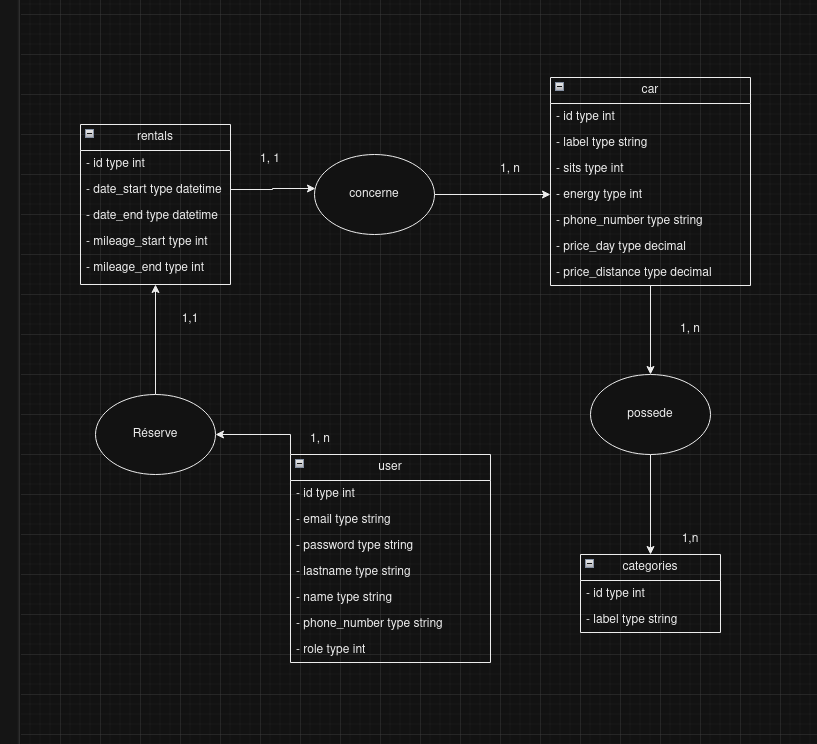 rentals
- id type int
- date_start type datetime
- date_end type datetime
- mileage_start type int
- mileage_end type int
1, 1
concerne
1, n
car
- id type int
- label type string
- sits type int
- energy type int
- phone_number type string
- price_day type decimal
- price_distance type decimal
1,1
Réserve
1, n
user
- id type int
- email type string
- password type string
- lastname type string
- name type string
- phone_number type string
- role type int
1, n
possede
1,n
categories
- id type int
- label type string